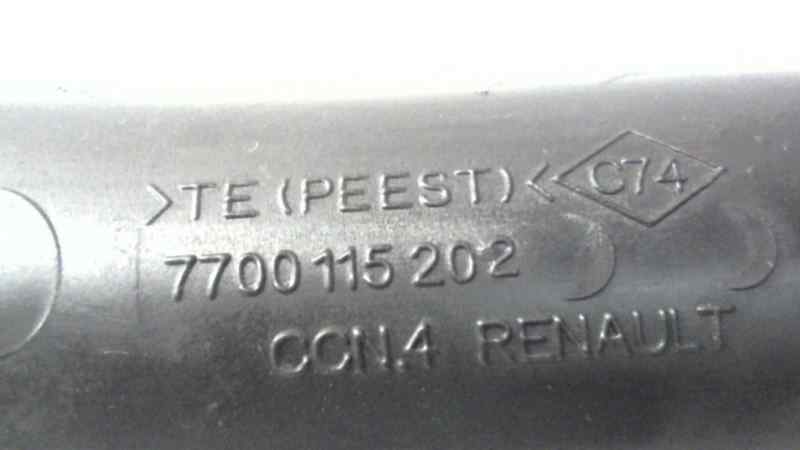 >TE (PEEST)< C74
7700 115 202
CCN.4 RENAULT